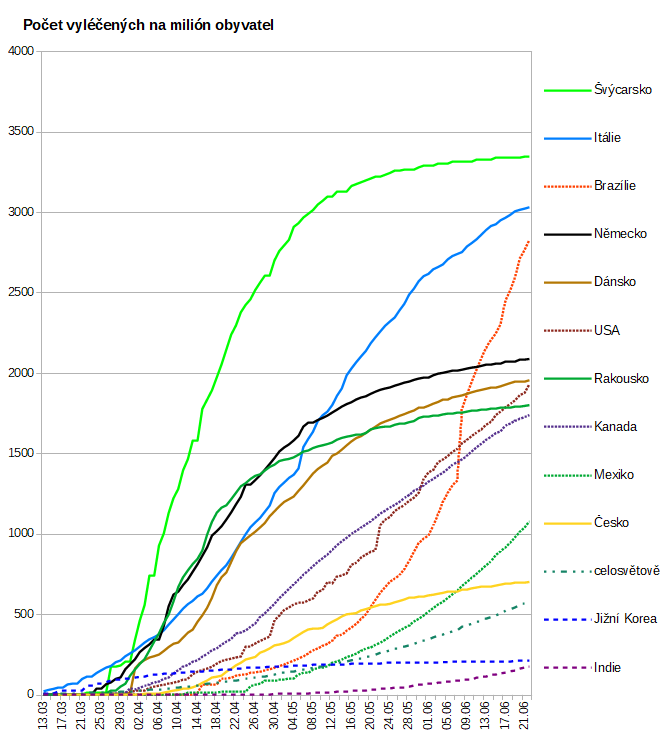 Počet vyléčených na milión obyvatel
4000
3500
3000
2500
2000
1500
1000
500
0
13.03
17.03
21.03
25.03
29.03
02.04
06.04
10.04
14.04
18.04
22.04
26.04
30.04
04.05
08.05
12.05
16.05
20.05
24.05
28.05
01.06
05.06
09.06
13.06
17.06
21.06
Švýcarsko
Itálie
Brazílie
Německo
Dánsko
USA
Rakousko
Kanada
Mexiko
Česko
celosvětově
Jižní Korea
Indie